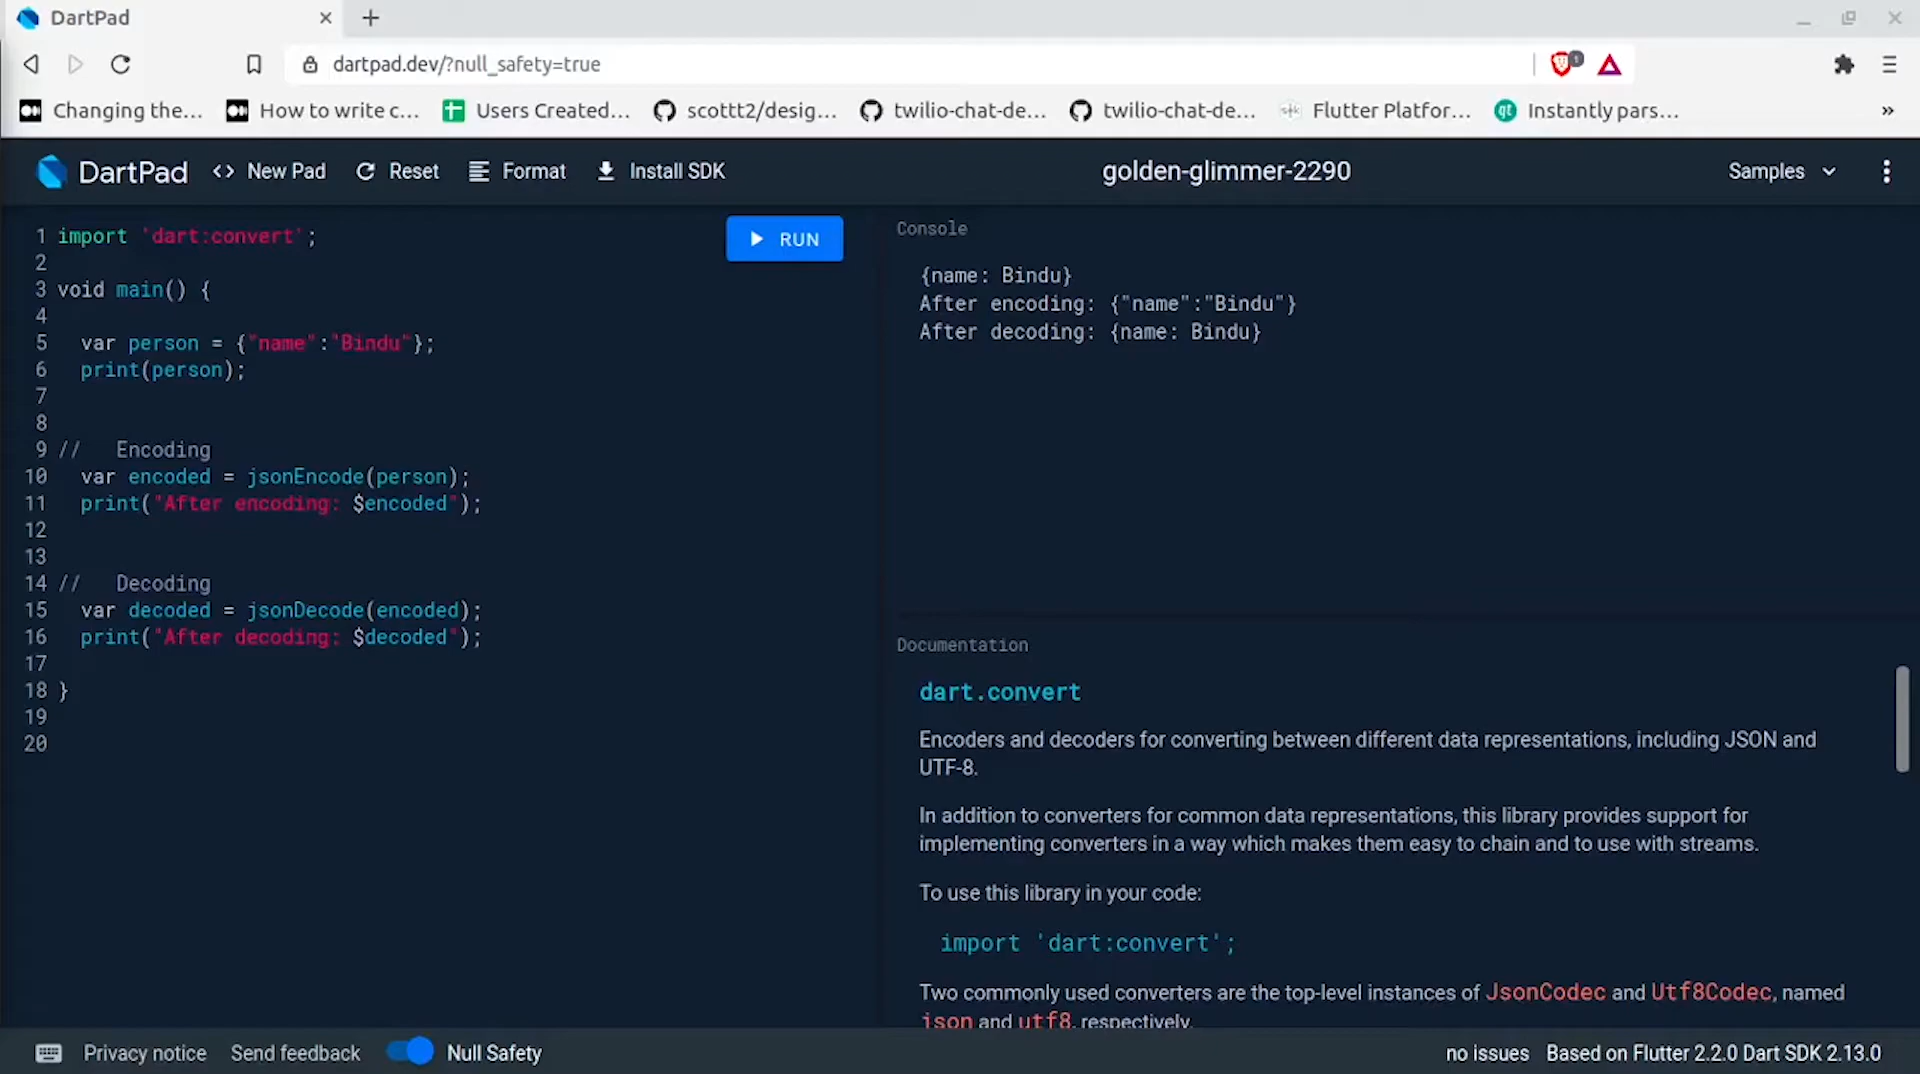 DartPad
dartpad.dev/?null_safety=true
1
Changing the... How to write c... Users Created... scottt2/desig... twilio-chat-de... twilio-chat-de... Flutter Platfor... Instantly pars... »
DartPad <> New Pad Reset Format Install SDK golden-glimmer-2290 Samples
RUN
1 import 'dart:convert';
2
3 void main() {
4
5 var person = {"name":"Bindu"};
6 print(person);
7
8
9 // Encoding
10 var encoded = jsonEncode(person);
11 print("After encoding: $encoded");
12
13
14 // Decoding
15 var decoded = jsonDecode(encoded);
16 print("After decoding: $decoded");
17
18 }
19
20
Console
{name: Bindu}
After encoding: {"name":"Bindu"}
After decoding: {name: Bindu}
Documentation
dart.convert
Encoders and decoders for converting between different data representations, including JSON and
UTF-8.
In addition to converters for common data representations, this library provides support for
implementing converters in a way which makes them easy to chain and to use with streams.
To use this library in your code:
import 'dart:convert';
Two commonly used converters are the top-level instances of JsonCodec and Utf8Codec, named
json and utf8, respectively.
Privacy notice Send feedback Null Safety no issues Based on Flutter 2.2.0 Dart SDK 2.13.0